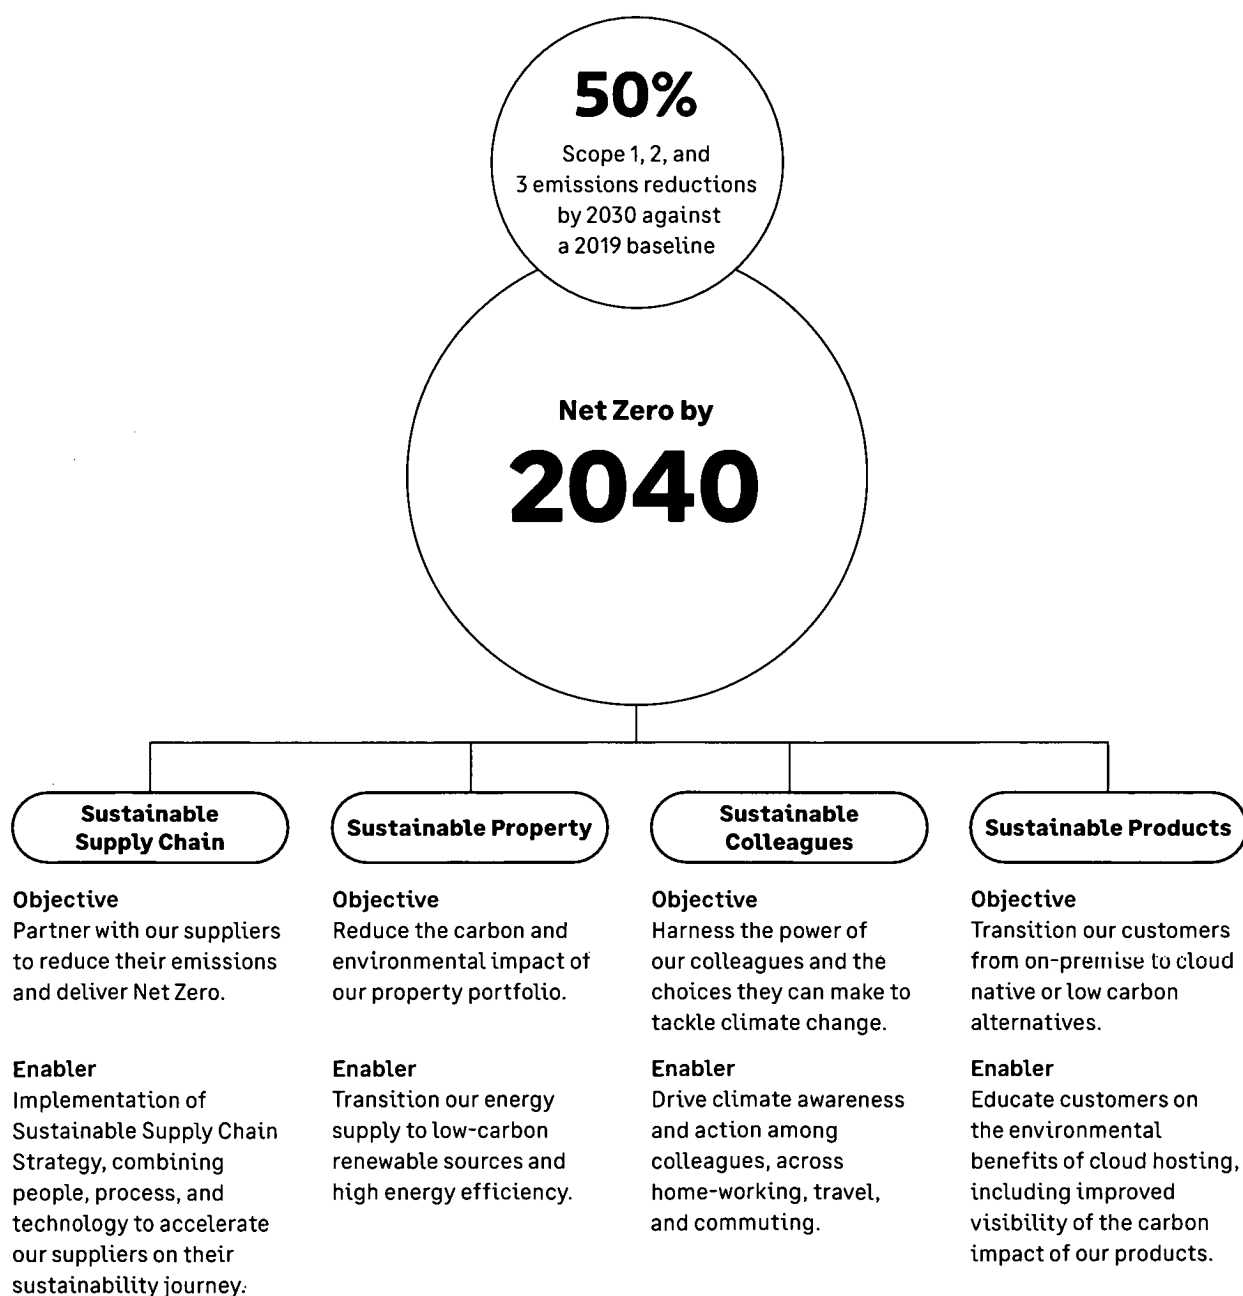 50%
Scope 1, 2, and
3 emissions reductions
by 2030 against
a 2019 baseline
Net Zero by
2040
Sustainable
Supply Chain
Objective
Partner with our suppliers
to reduce their emissions
and deliver Net Zero.
Enabler
Implementation of
Sustainable Supply Chain
Strategy, combining
people, process, and
technology to accelerate
our suppliers on their
sustainability journey.
Sustainable Property
Objective
Reduce the carbon and
environmental impact of
our property portfolio.
Enabler
Transition our energy
supply to low-carbon
renewable sources and
high energy efficiency.
Sustainable
Colleagues
Objective
Harness the power of
our colleagues and the
choices they can make to
tackle climate change.
Enabler
Drive climate awareness
and action among
colleagues, across
home-working, travel,
and commuting.
Sustainable Products
Objective
Transition our customers
from on-premise to cloud
native or low carbon
alternatives.
Enabler
Educate customers on
the environmental
benefits of cloud hosting,
including improved
visibility of the carbon
impact of our products.